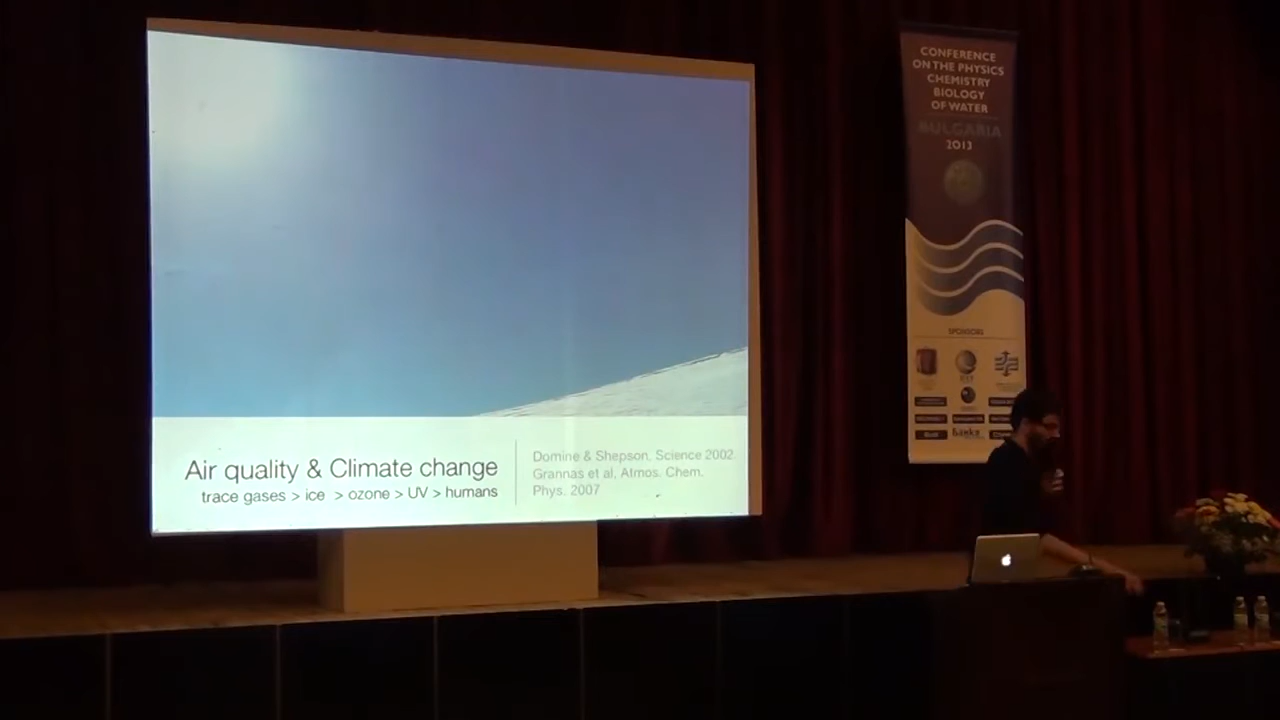 Air quality & Climate change
trace gases > ice > ozone > UV > humans
Domine & Shepson, Science 2002
Grannas et al, Atmos. Chem.
Phys. 2007
CONFERENCE
ON THE PHYSICS
CHEMISTRY
BIOLOGY
OF WATER
BULGARIA
2013
SPONSORS